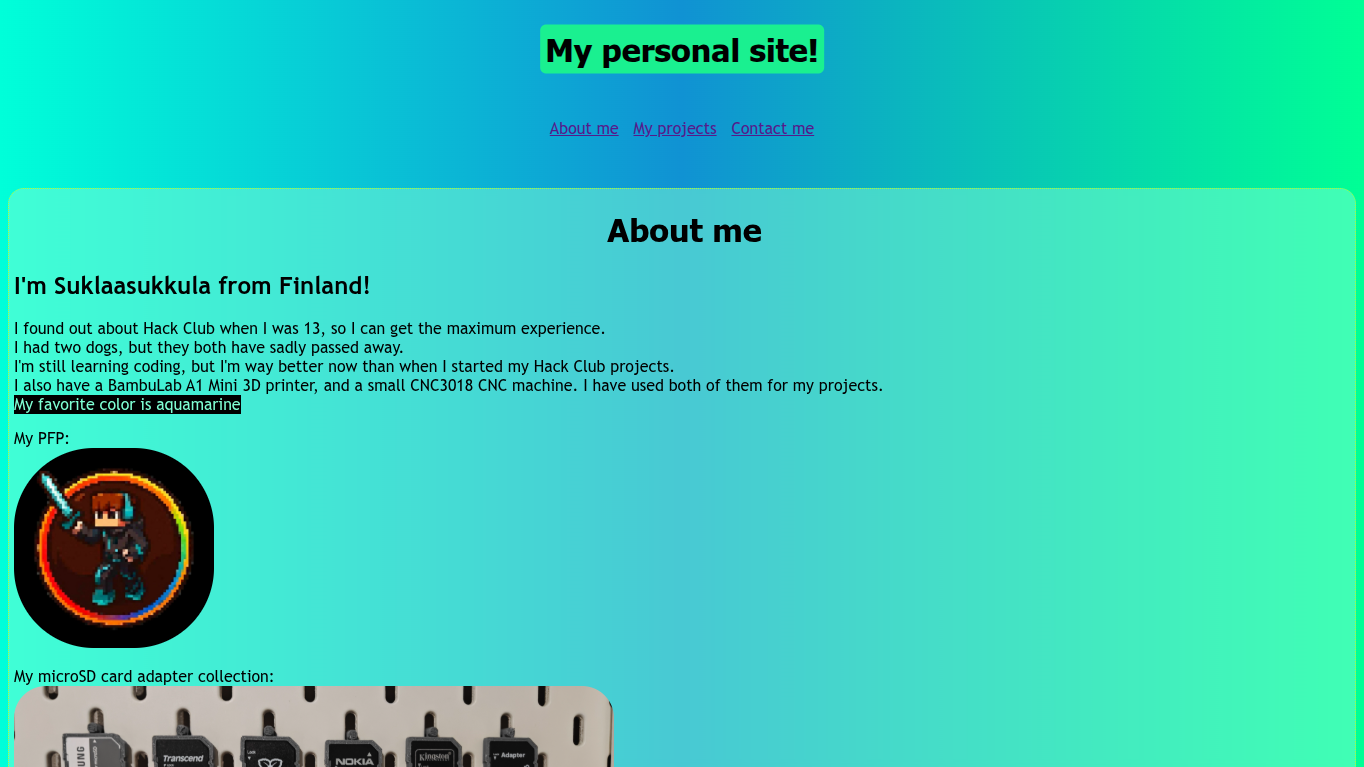 My personal site!
About me My projects Contact me
About me
I'm Suklaasukkula from Finland!
I found out about Hack Club when I was 13, so I can get the maximum experience.
I had two dogs, but they both have sadly passed away.
I'm still learning coding, but I'm way better now than when I started my Hack Club projects.
I also have a BambuLab A1 Mini 3D printer, and a small CNC3018 CNC machine. I have used both of them for my projects.
My favorite color is aquamarine
My PFP:
My microSD card adapter collection:
Transcend
Lock
NOKIA
Kingston
Adapter